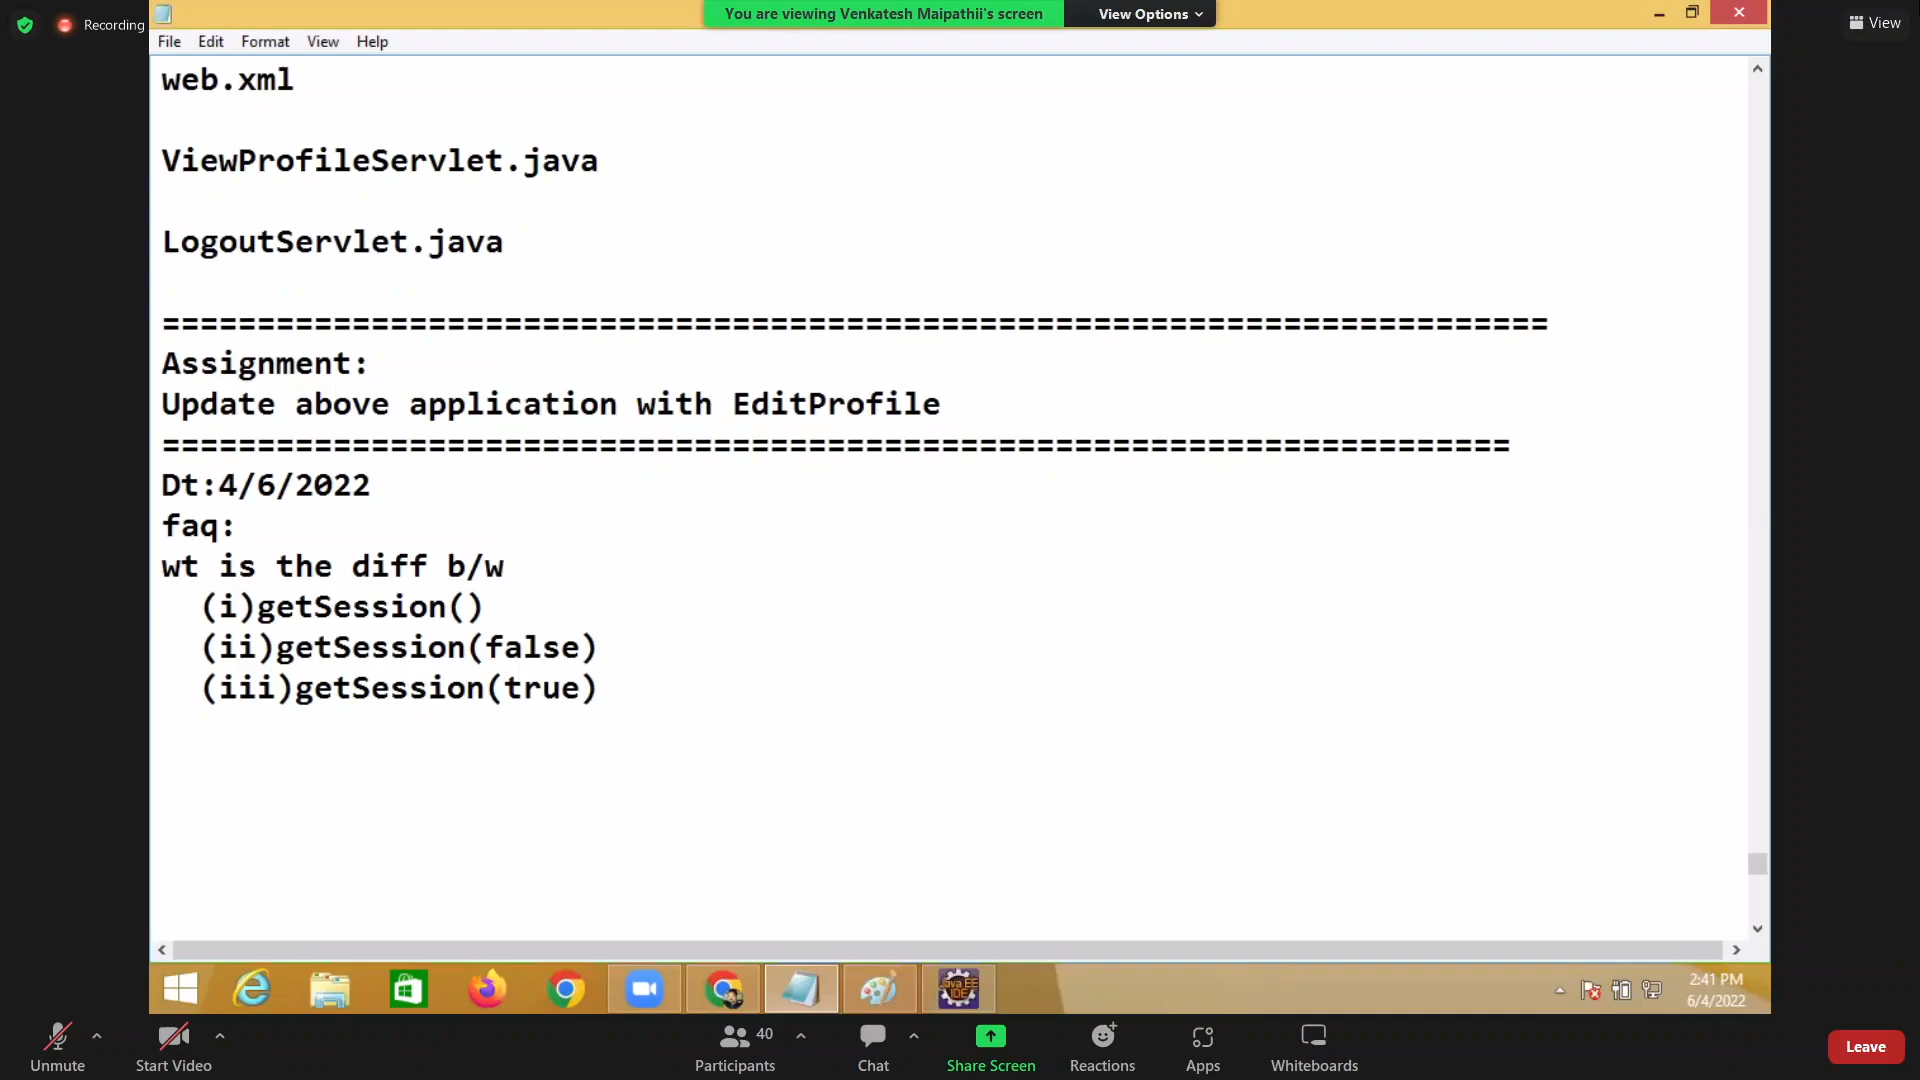 Recording
You are viewing Venkatesh Maipathii's screen
View Options
View
File Edit Format View Help
web.xml
ViewProfileServlet.java
LogoutServlet.java
=========================================================================
Assignment:
Update above application with EditProfile
=======================================================================
Dt:4/6/2022
faq:
wt is the diff b/w
(i)getSession()
(ii)getSession(false)
(iii)getSession(true)
Java EE
IDE
2:41 PM
6/4/2022
Unmute
Start Video
40
Participants
Chat
Share Screen
Reactions
Apps
Whiteboards
Leave